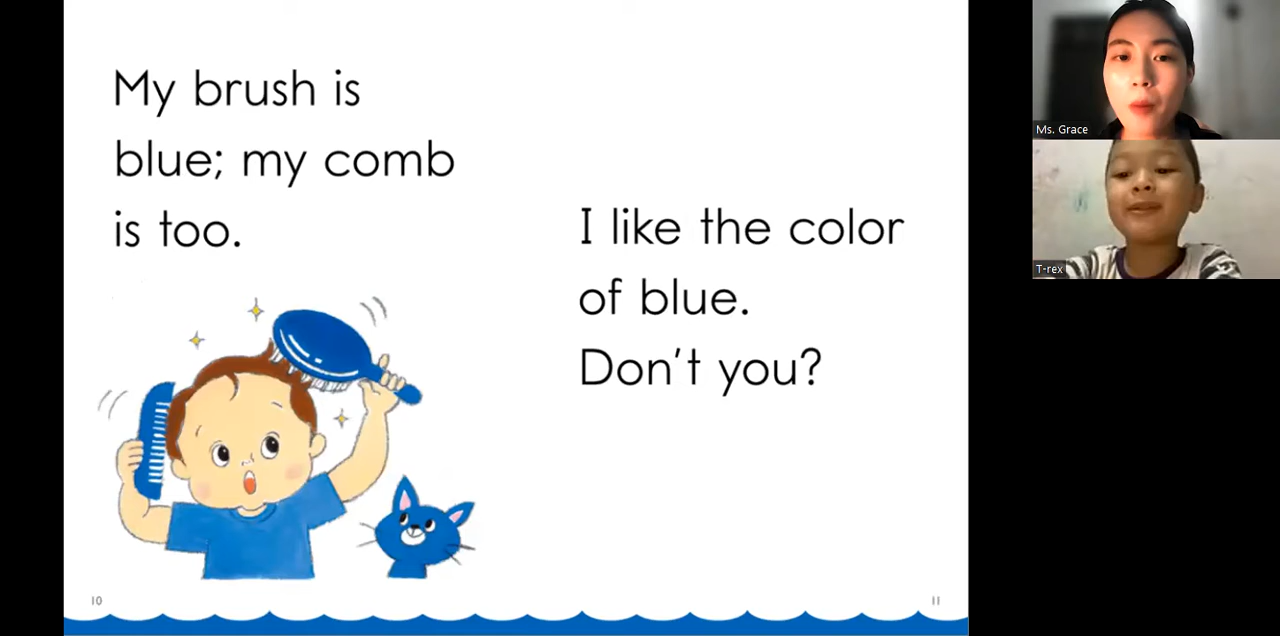 My brush is
blue; my comb
is too.
I like the color
of blue.
Don't you?
10
11
Ms. Grace
T-rex